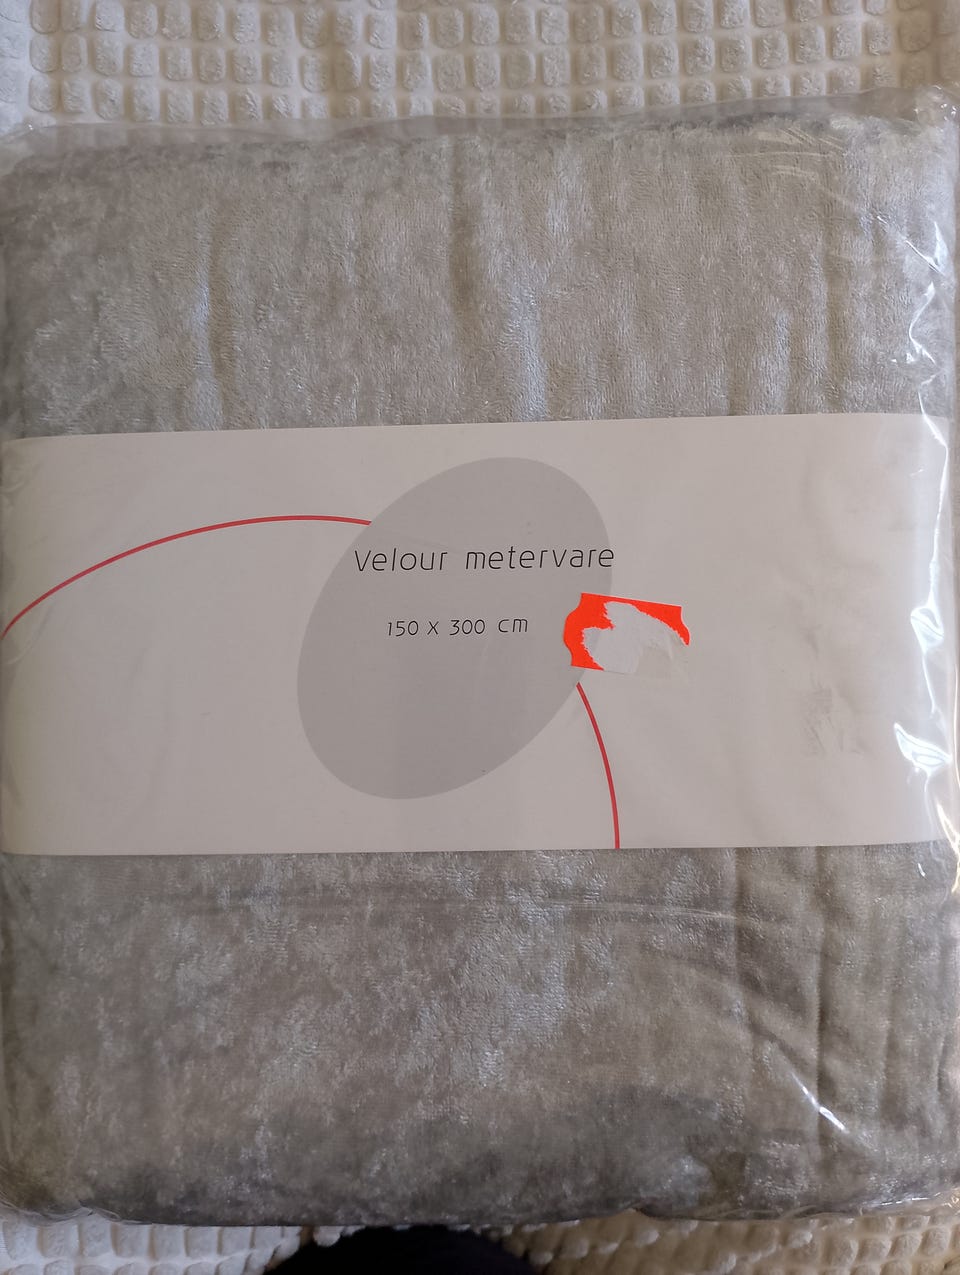 Velour metervare
150 x 300 cm